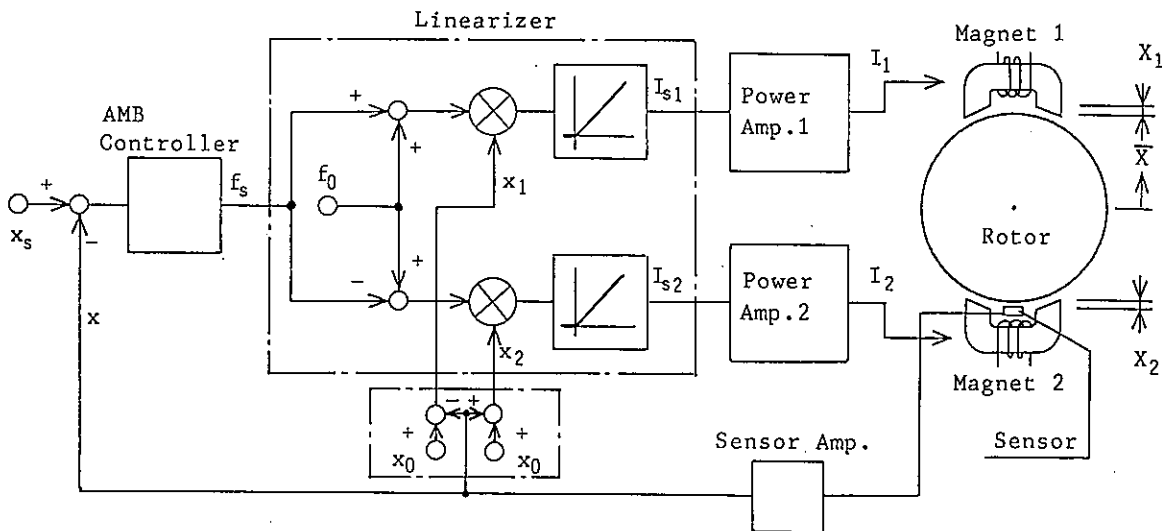 Linearizer
Magnet 1
X1
I1
Is1
Power
Amp.1
AMB
Controller
+
+
x1
X̅
fs
f0
+
xs
-
Rotor
+
-
Is2
Power
Amp.2
I2
x
x2
X2
Magnet 2
- +
+ +
x0 x0
Sensor Amp.
Sensor